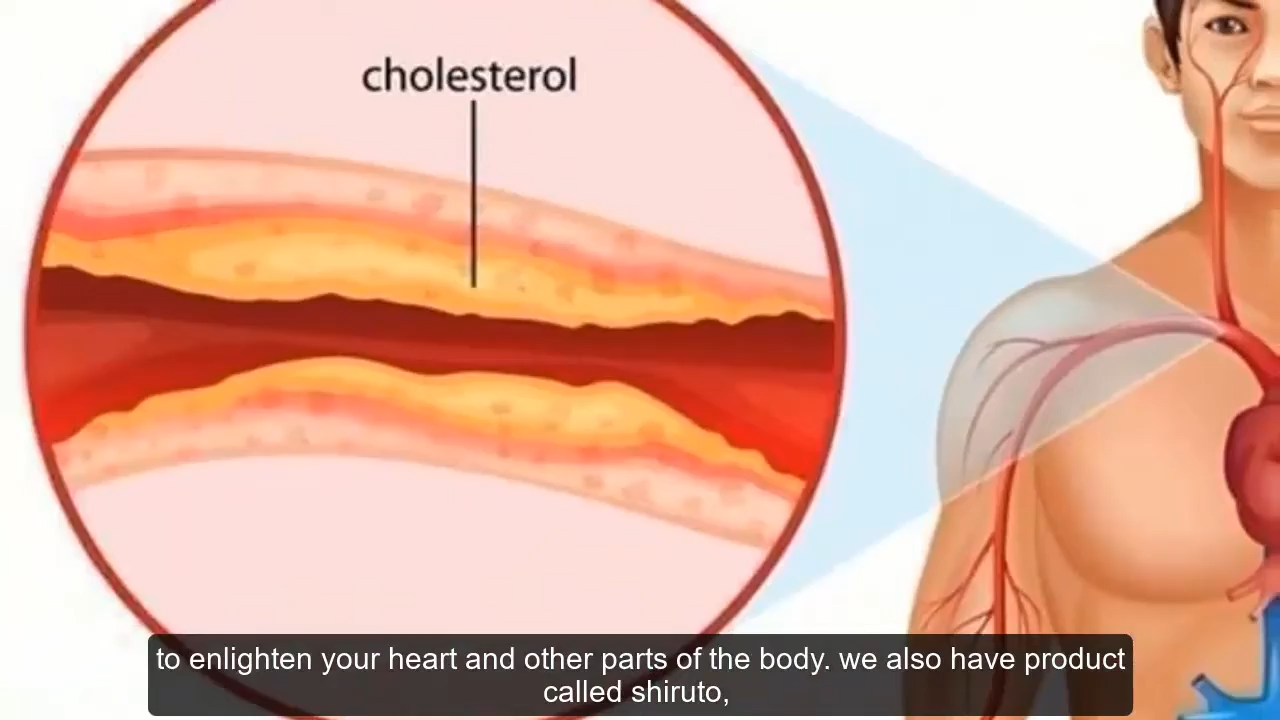 cholesterol
to enlighten your heart and other parts of the body. we also have product
called shiruto,